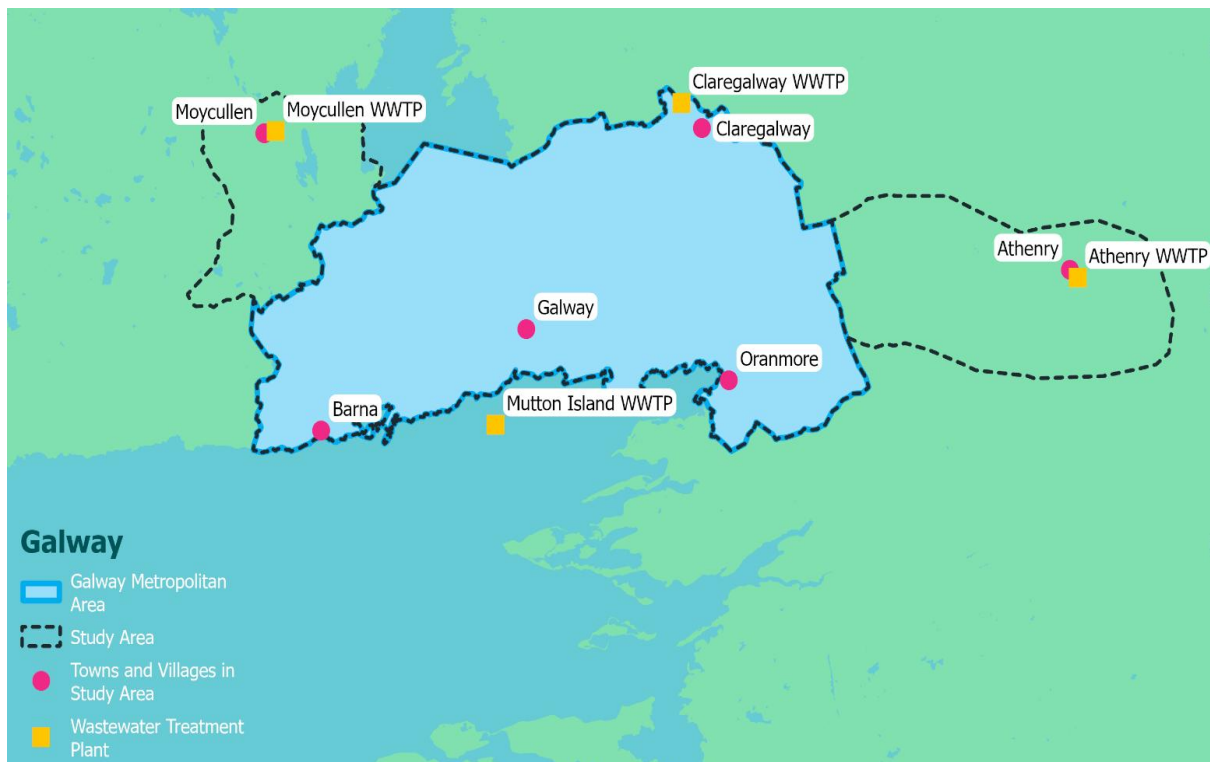 Claregalway WWTP
Moycullen
Moycullen WWTP
Claregalway
Athenry
Athenry WWTP
Galway
Oranmore
Barna
Mutton Island WWTP
Galway
Galway Metropolitan
Area
Study Area
Towns and Villages in
Study Area
Wastewater Treatment
Plant